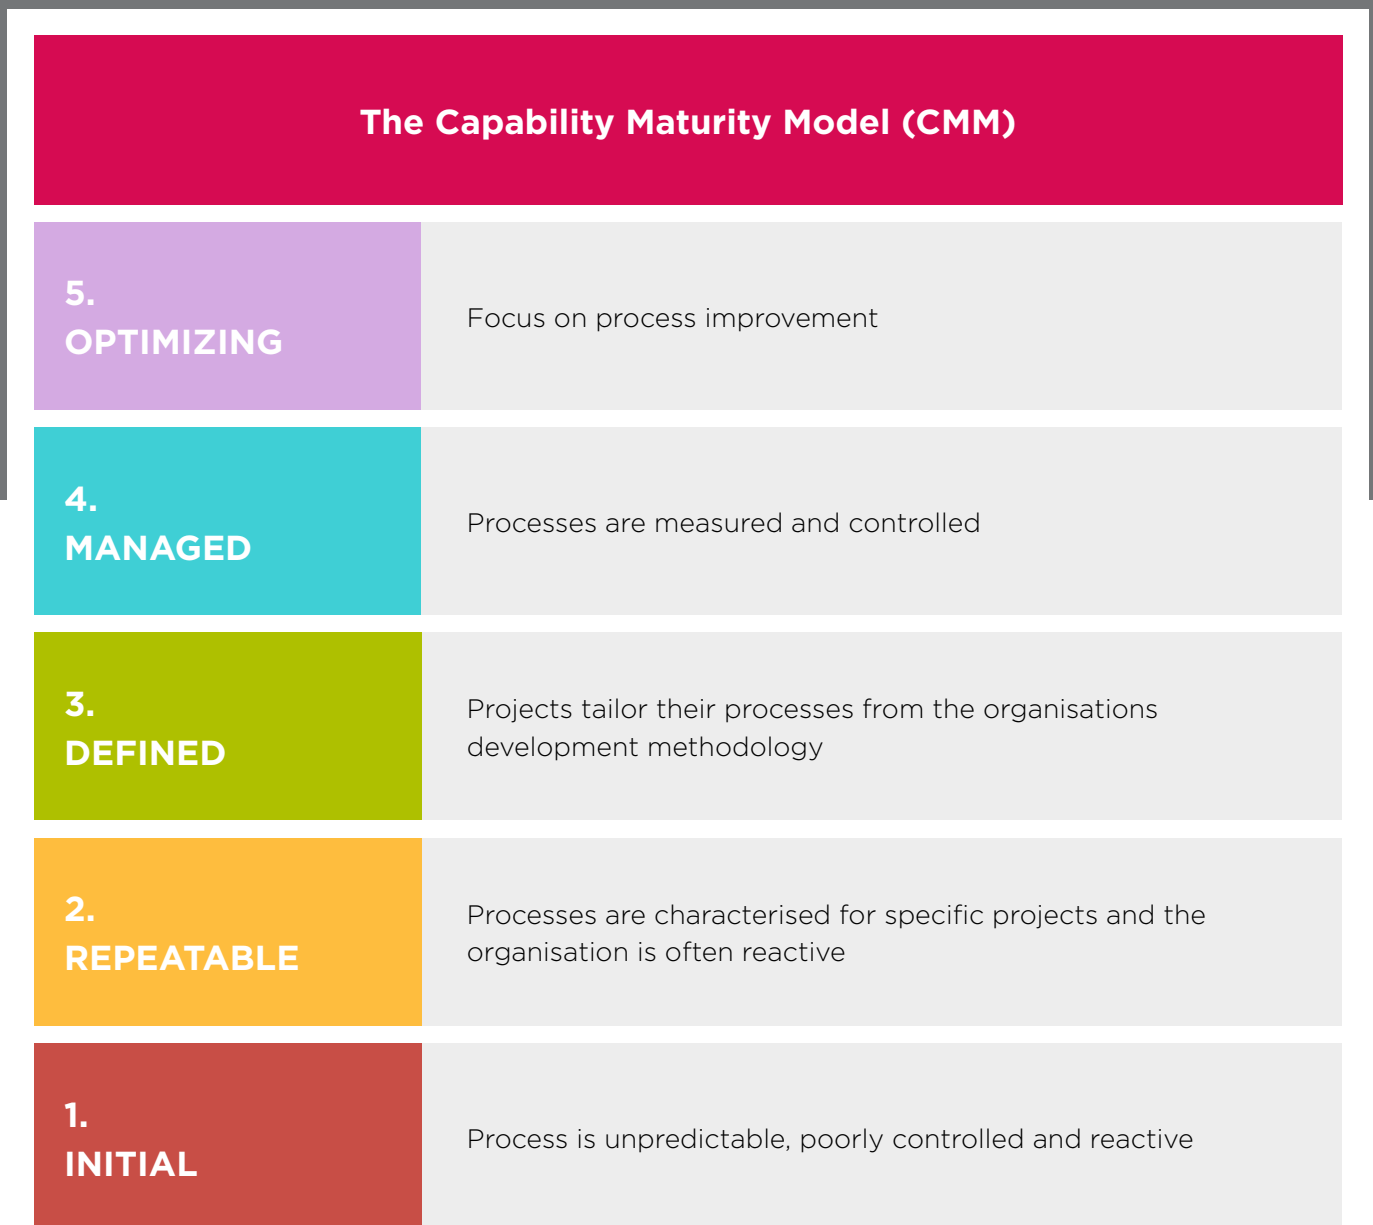 The Capability Maturity Model (CMM)
5.
OPTIMIZING
Focus on process improvement
4.
MANAGED
Processes are measured and controlled
3.
DEFINED
Projects tailor their processes from the organisations
development methodology
2.
REPEATABLE
Processes are characterised for specific projects and the
organisation is often reactive
1.
INITIAL
Process is unpredictable, poorly controlled and reactive